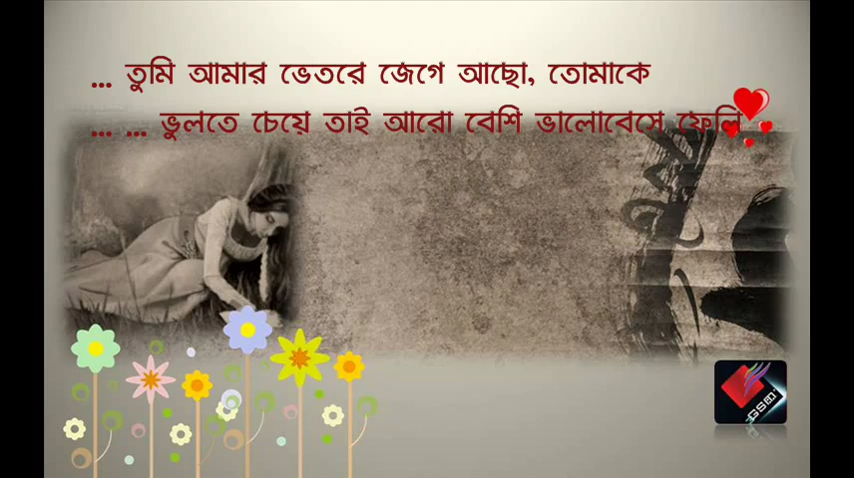 ... তুমি আমার ভেতরে জেগে আছো, তোমাকে
... ... ভুলতে চেয়ে তাই আরো বেশি ভালোবেসে ফেলি